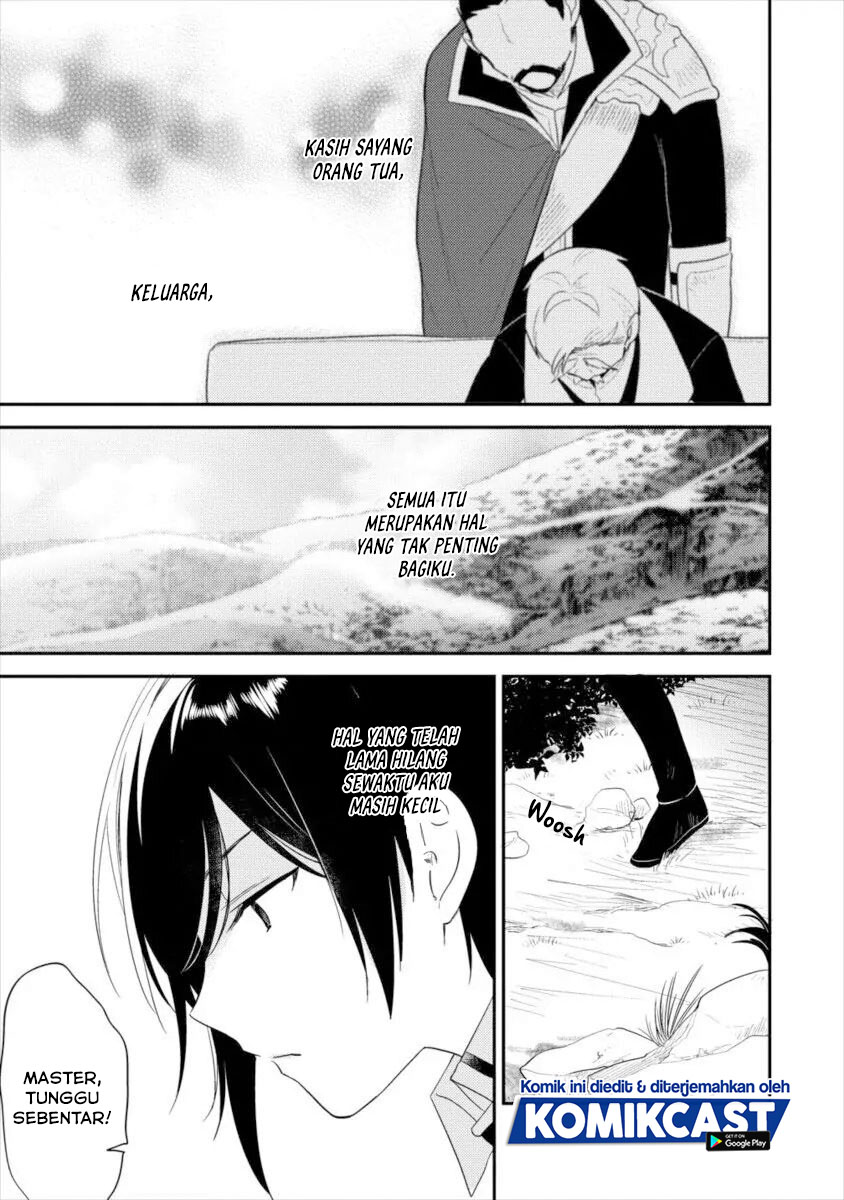 KASIH SAYANG
ORANG TUA,
KELUARGA,
SEMUA ITU
MERUPAKAN HAL
YANG TAK PENTING
BAGIKU.
Woosh
HAL YANG TELAH
LAMA HILANG
SEWAKTU AKU
MASIH KECIL
MASTER,
TUNGGU
SEBENTAR!
Komik ini diedit & diterjemahkan oleh
KOMIKCAST
GET IT ON
Google Play